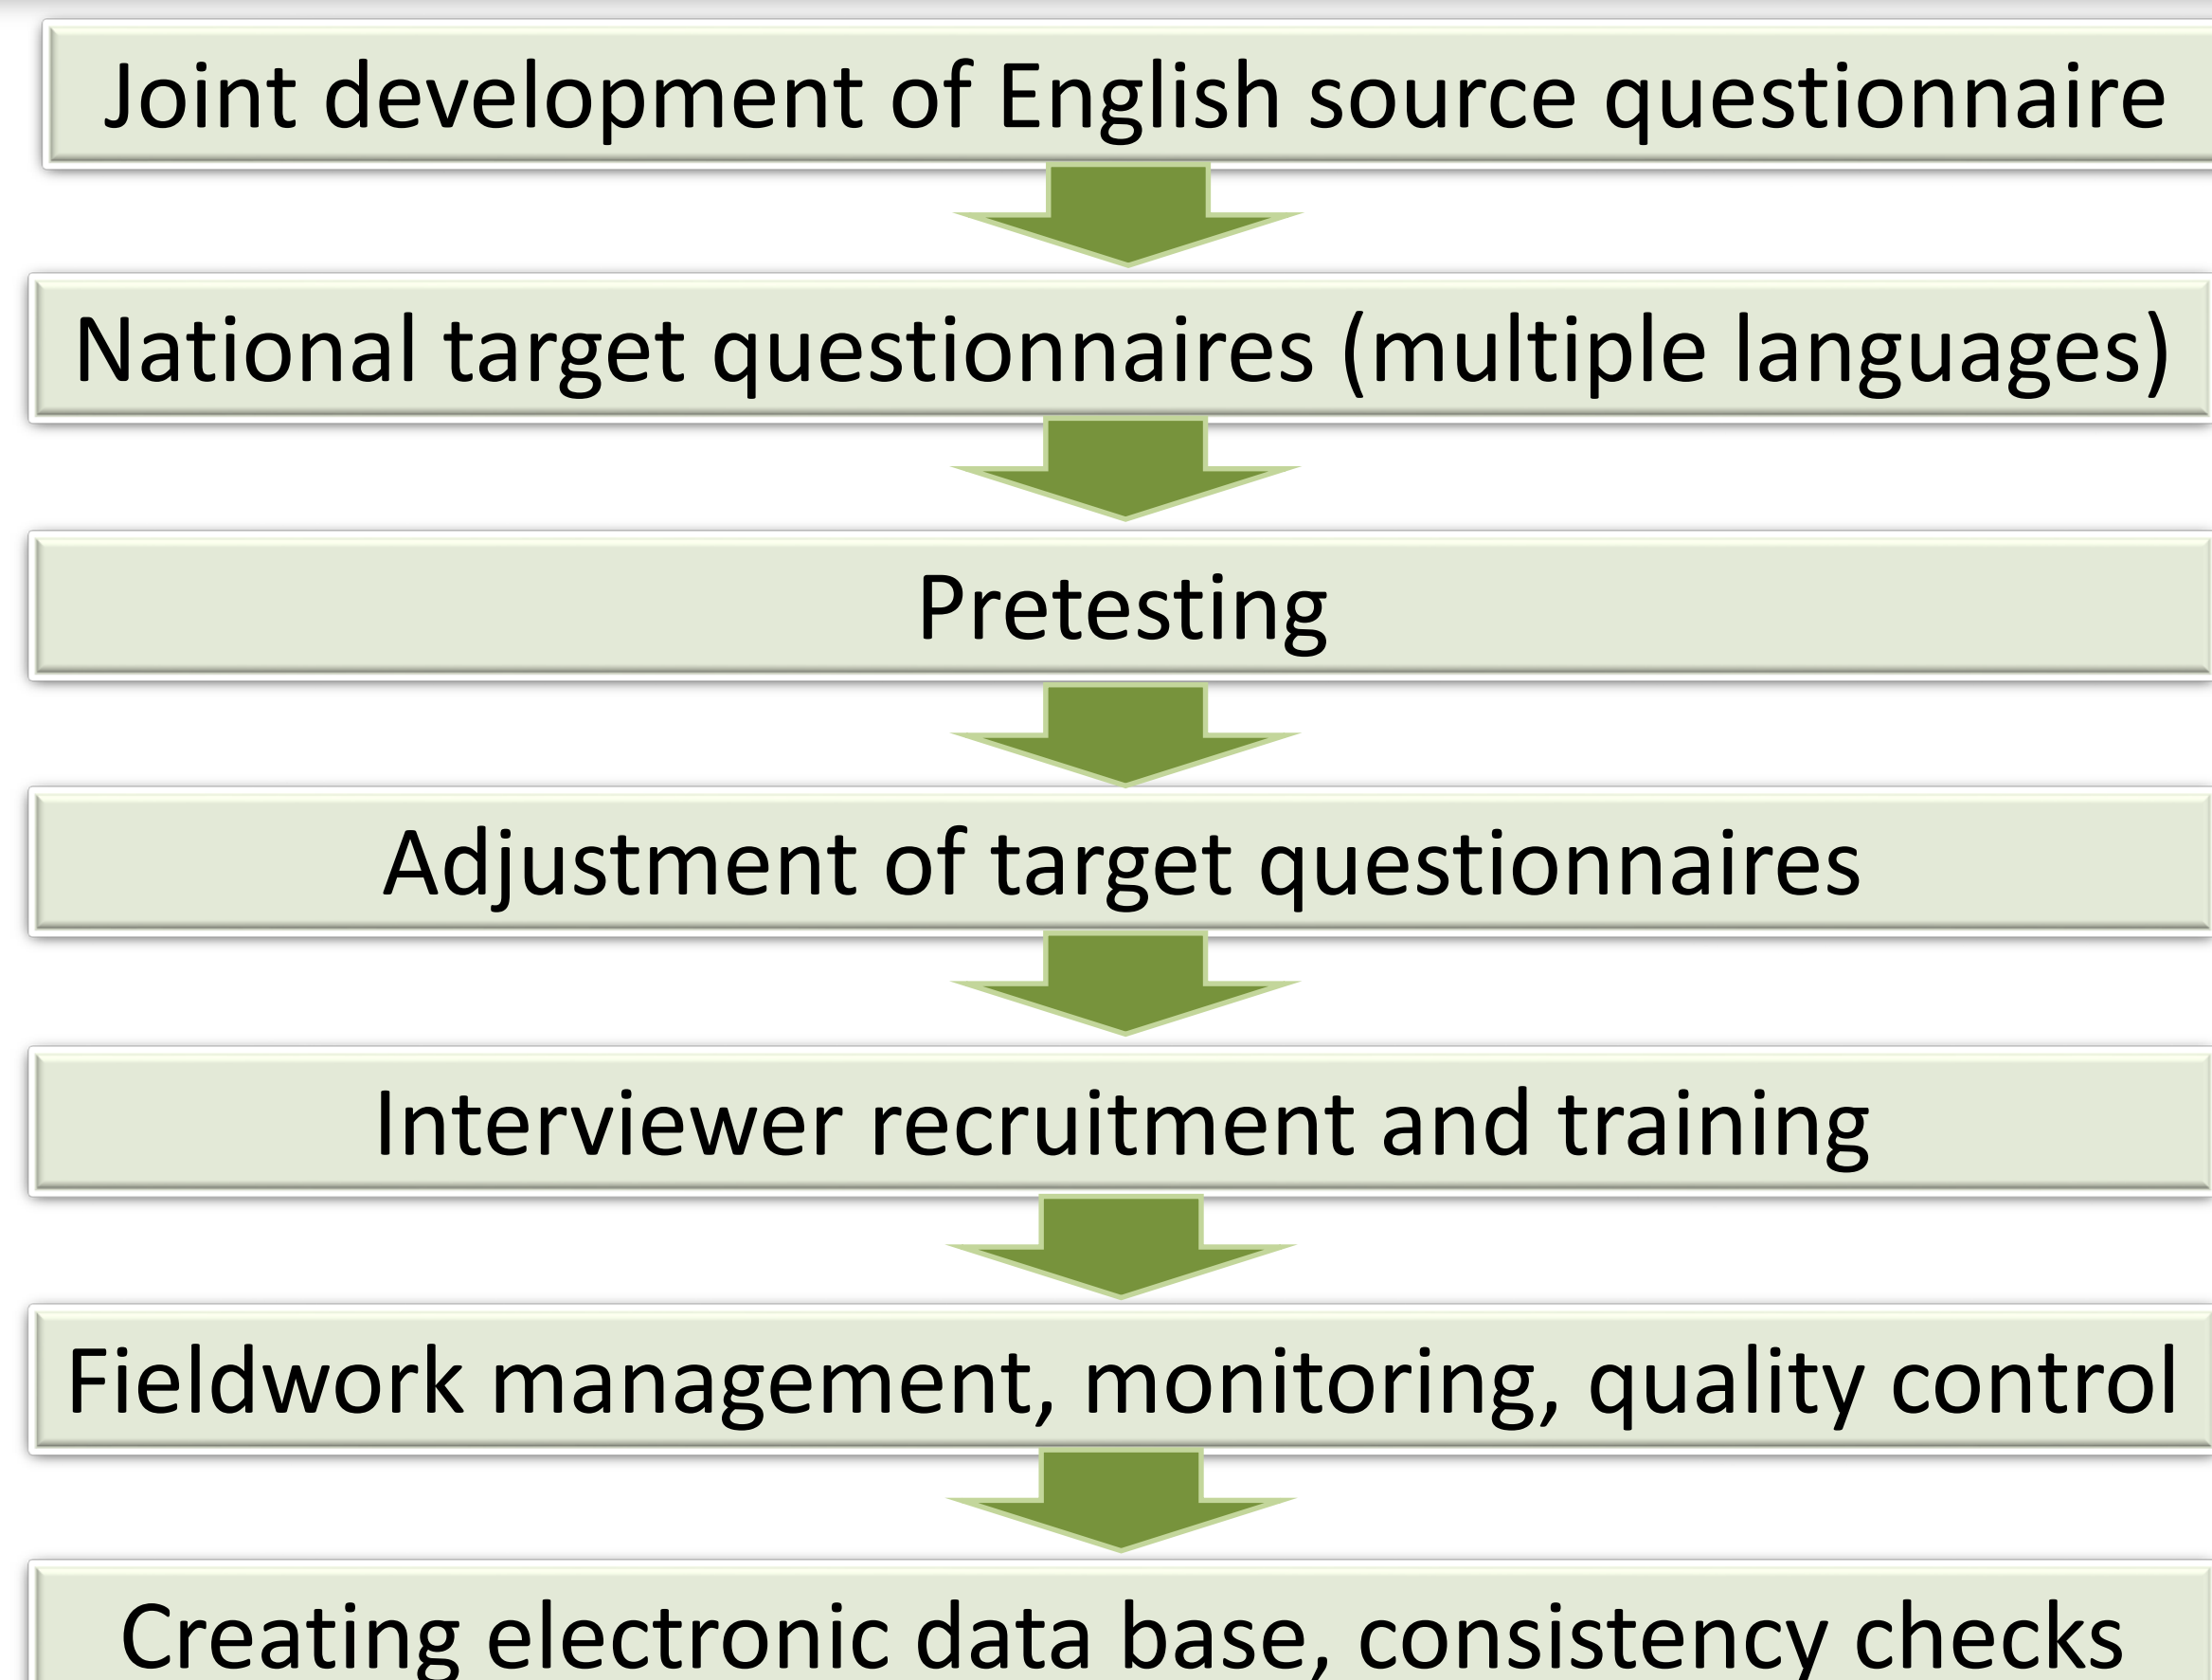 Joint development of English source questionnaire
National target questionnaires (multiple languages)
Pretesting
Adjustment of target questionnaires
Interviewer recruitment and training
Fieldwork management, monitoring, quality control
Creating electronic data base, consistency checks